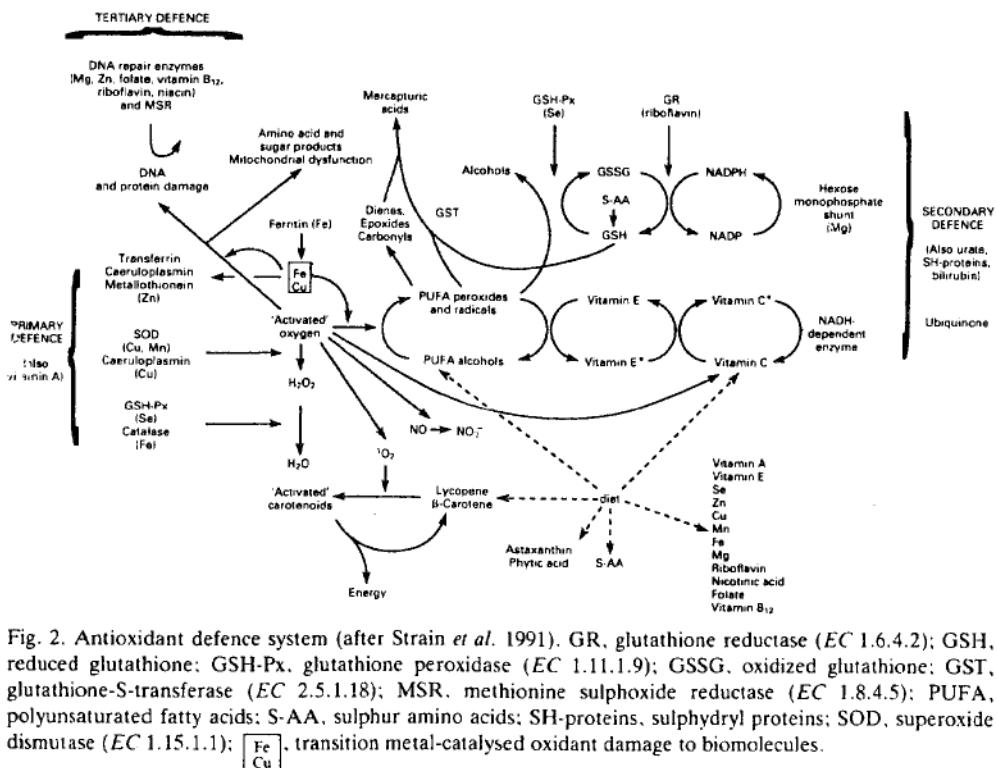 TERTIARY DEFENCE
DNA repair enzymes
(Mg, Zn, folate, vitamin B₁₂,
riboflavin, niacin)
and MSR
DNA
and protein damage
Amino acid and
sugar products
Mitochondrial dysfunction
Mercapturic
acids
GSH-Px
(Se)
GR
(riboflavin)
Alcohols
GSSG
NADPH
S-AA
GSH
NADP
Hexose
monophosphate
shunt
(Mg)
SECONDARY
DEFENCE
(Also urate,
SH-proteins,
bilirubin)
Ubiquinone
Dienes,
Epoxides
Carbonyls
GST
Ferritin (Fe)
Fe
Cu
Transferrin
Caeruloplasmin
Metallothionein
(Zn)
'Activated'
oxygen
PUFA peroxides
and radicals
Vitamin E
Vitamin C*
PUFA alcohols
Vitamin E*
Vitamin C
NADH-
dependent
enzyme
PRIMARY
DEFENCE
(also
vitamin A)
SOD
(Cu, Mn)
Caeruloplasmin
(Cu)
H₂O₂
GSH-Px
(Se)
Catalase
(Fe)
H₂O
NO
NO₂⁻
¹O₂
'Activated'
carotenoids
Lycopene
β-Carotene
diet
Energy
Astaxanthin
Phytic acid
S-AA
Vitamin A
Vitamin E
Se
Zn
Cu
Mn
Fe
Mg
Riboflavin
Nicotinic acid
Folate
Vitamin B₁₂
Fig. 2. Antioxidant defence system (after Strain et al. 1991). GR, glutathione reductase (EC 1.6.4.2); GSH,
reduced glutathione; GSH-Px, glutathione peroxidase (EC 1.11.1.9); GSSG, oxidized glutathione; GST,
glutathione-S-transferase (EC 2.5.1.18); MSR, methionine sulphoxide reductase (EC 1.8.4.5); PUFA,
polyunsaturated fatty acids; S-AA, sulphur amino acids; SH-proteins, sulphydryl proteins; SOD, superoxide
dismutase (EC 1.15.1.1); Fe Cu, transition metal-catalysed oxidant damage to biomolecules.